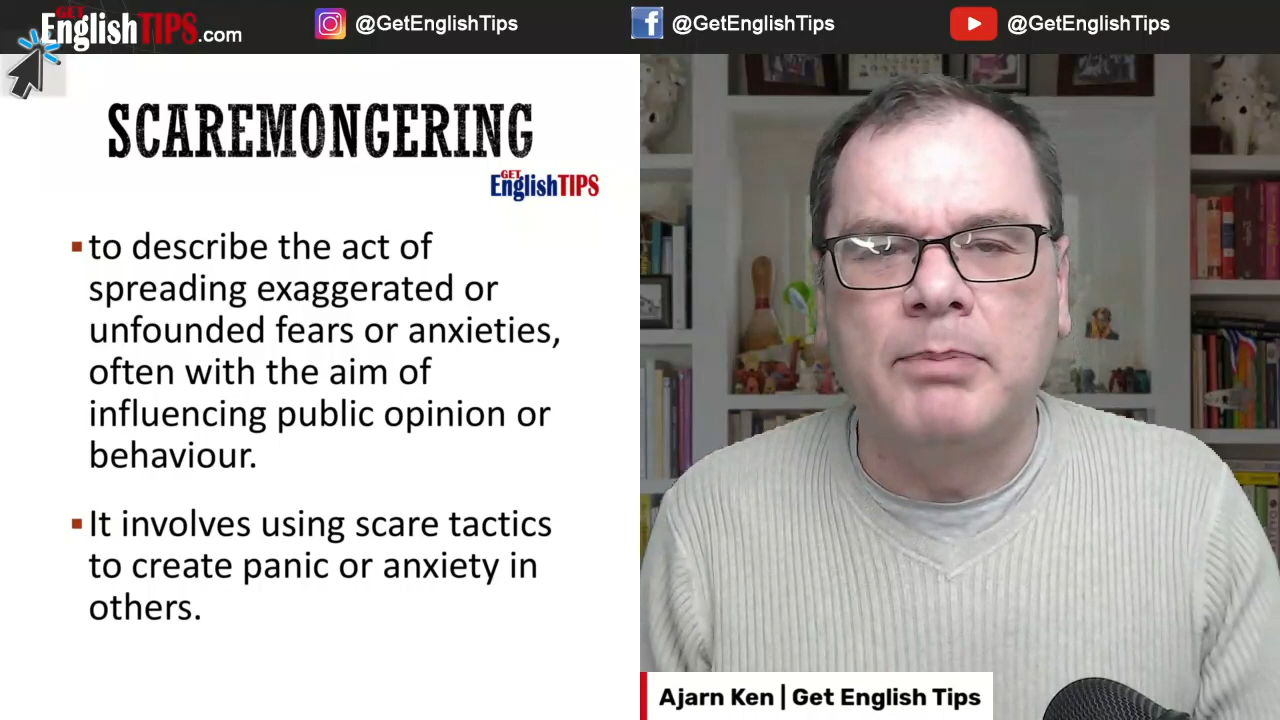 GET
EnglishTIPS.com
@GetEnglishTips
@GetEnglishTips
@GetEnglishTips
SCAREMONGERING
GET
EnglishTIPS
to describe the act of
spreading exaggerated or
unfounded fears or anxieties,
often with the aim of
influencing public opinion or
behaviour.
It involves using scare tactics
to create panic or anxiety in
others.
Ajarn Ken | Get English Tips